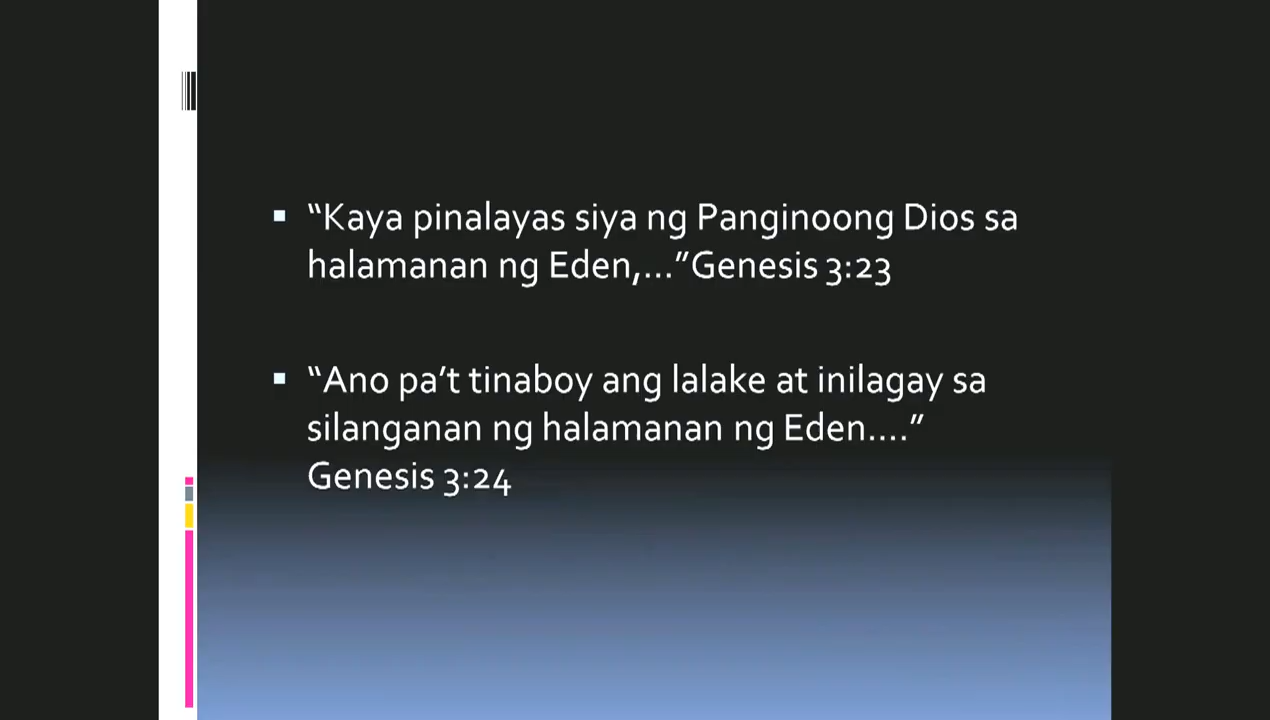 ▪ “Kaya pinalayas siya ng Panginoong Dios sa
halamanan ng Eden,...”Genesis 3:23
▪ “Ano pa’t tinaboy ang lalake at inilagay sa
silanganan ng halamanan ng Eden....”
Genesis 3:24